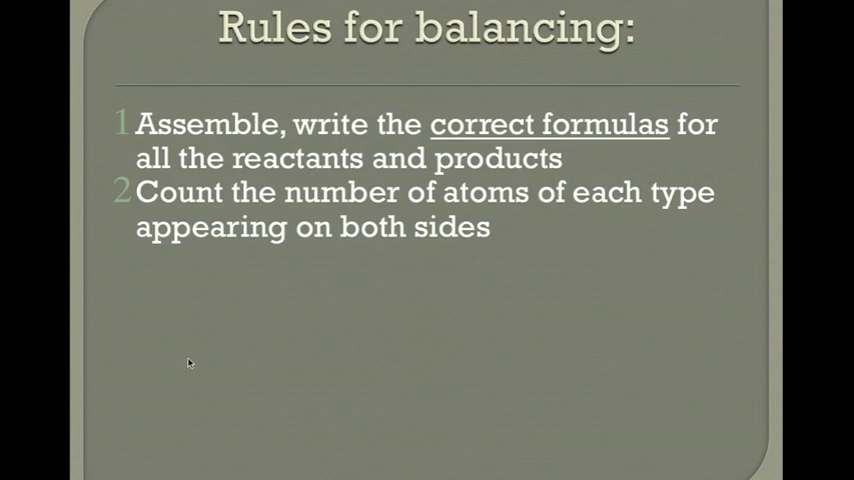 Rules for balancing:
1 Assemble, write the correct formulas for
all the reactants and products
2 Count the number of atoms of each type
appearing on both sides